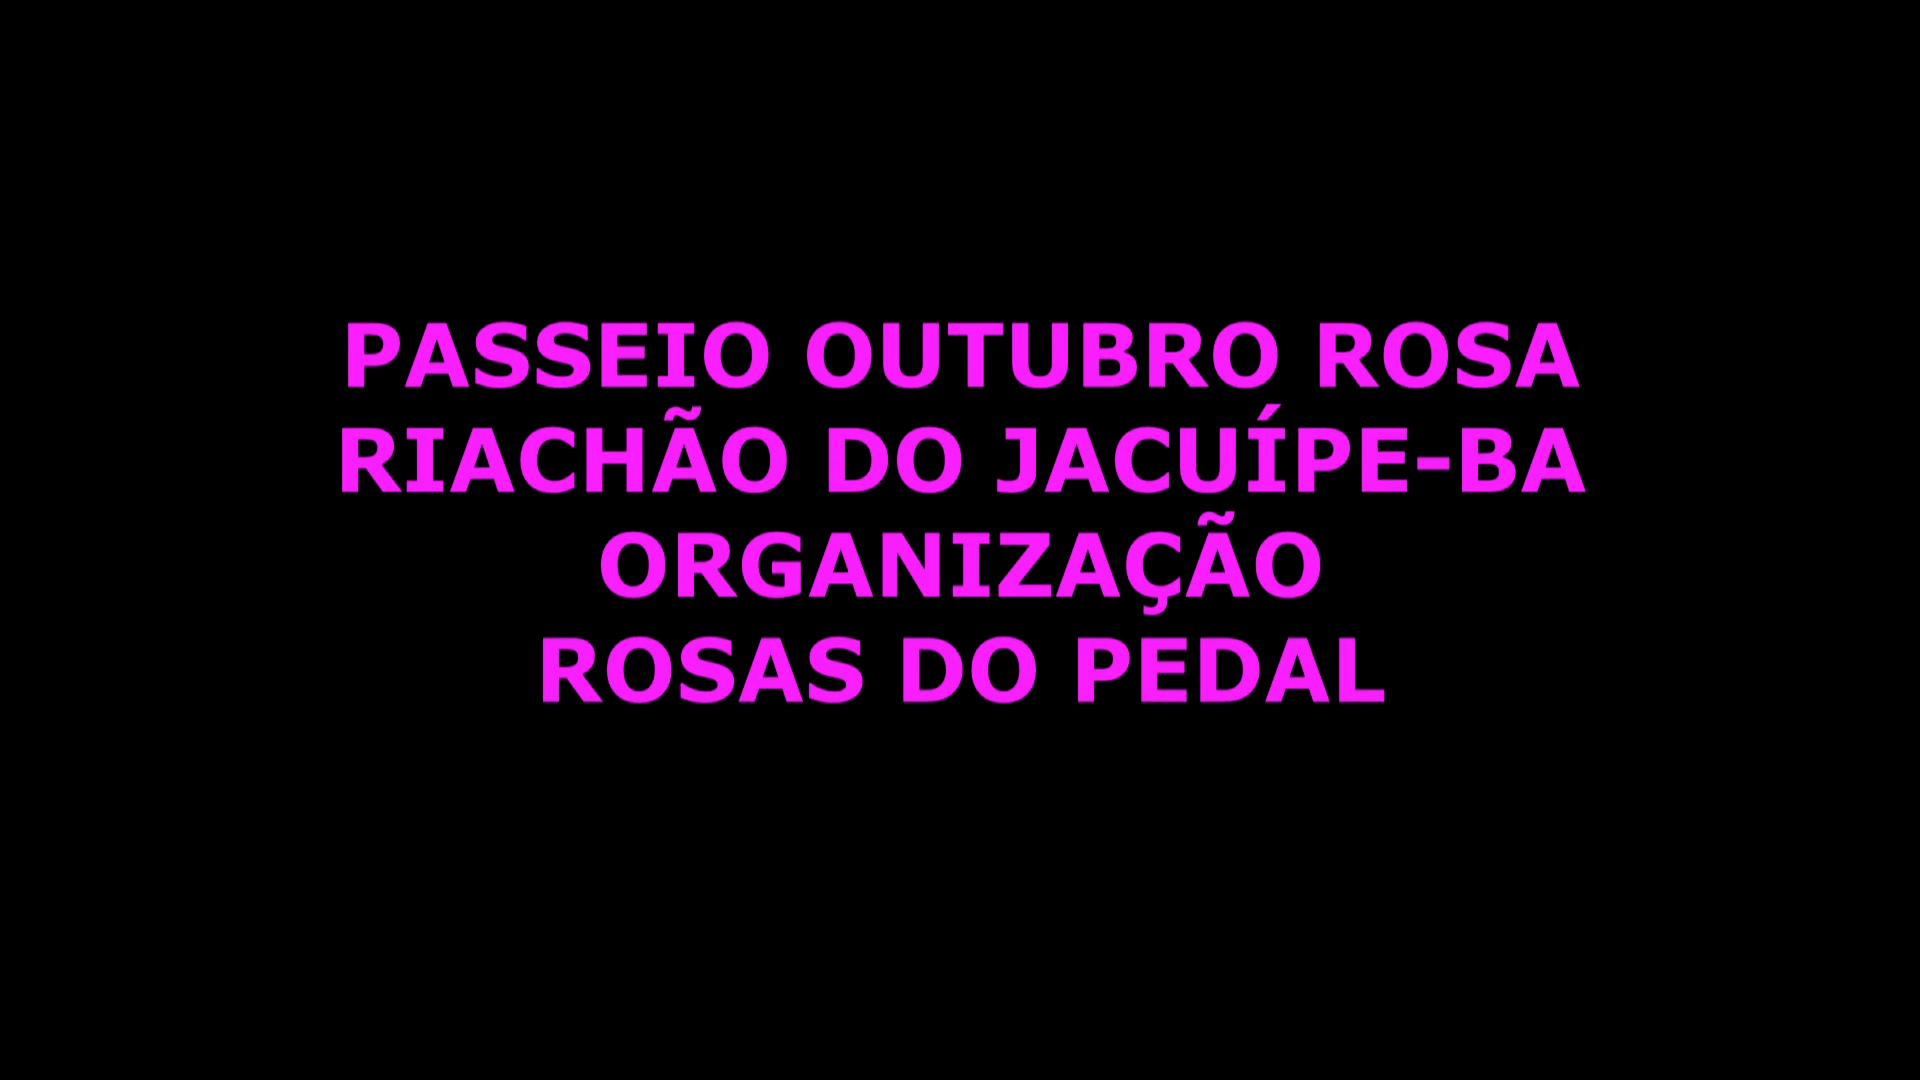 PASSEIO OUTUBRO ROSA
RIACHÃO DO JACUÍPE-BA
ORGANIZAÇÃO
ROSAS DO PEDAL